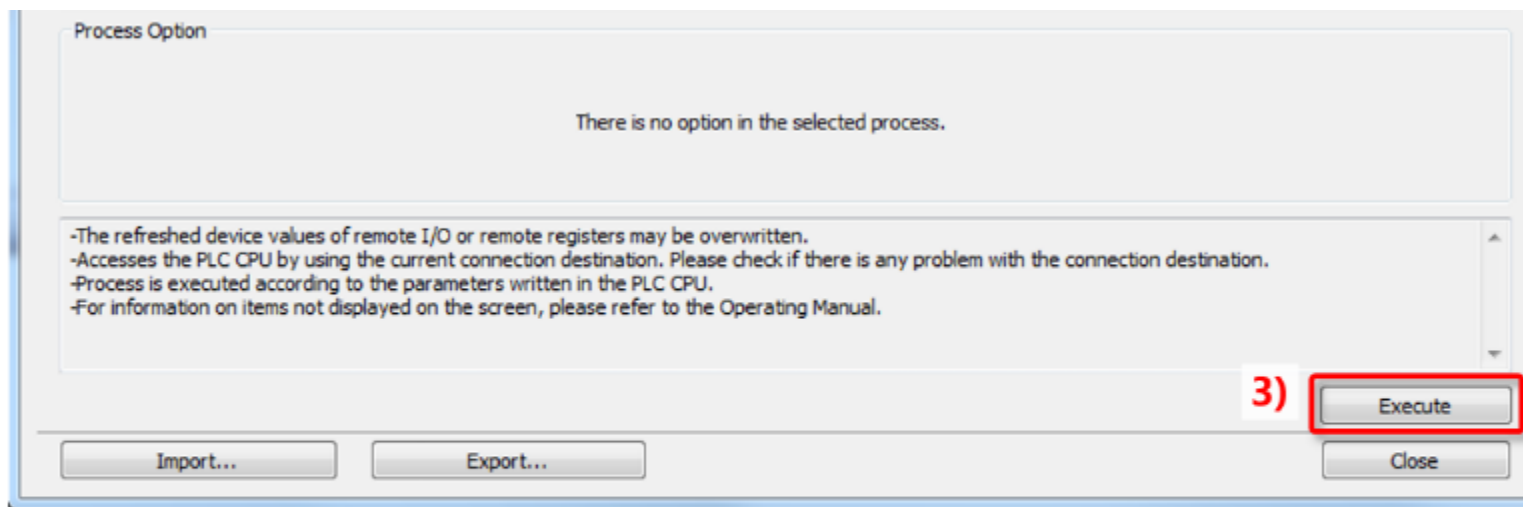 Process Option
There is no option in the selected process.
-The refreshed device values of remote I/O or remote registers may be overwritten.
-Accesses the PLC CPU by using the current connection destination. Please check if there is any problem with the connection destination.
-Process is executed according to the parameters written in the PLC CPU.
-For information on items not displayed on the screen, please refer to the Operating Manual.
3)
Execute
Import...
Export...
Close